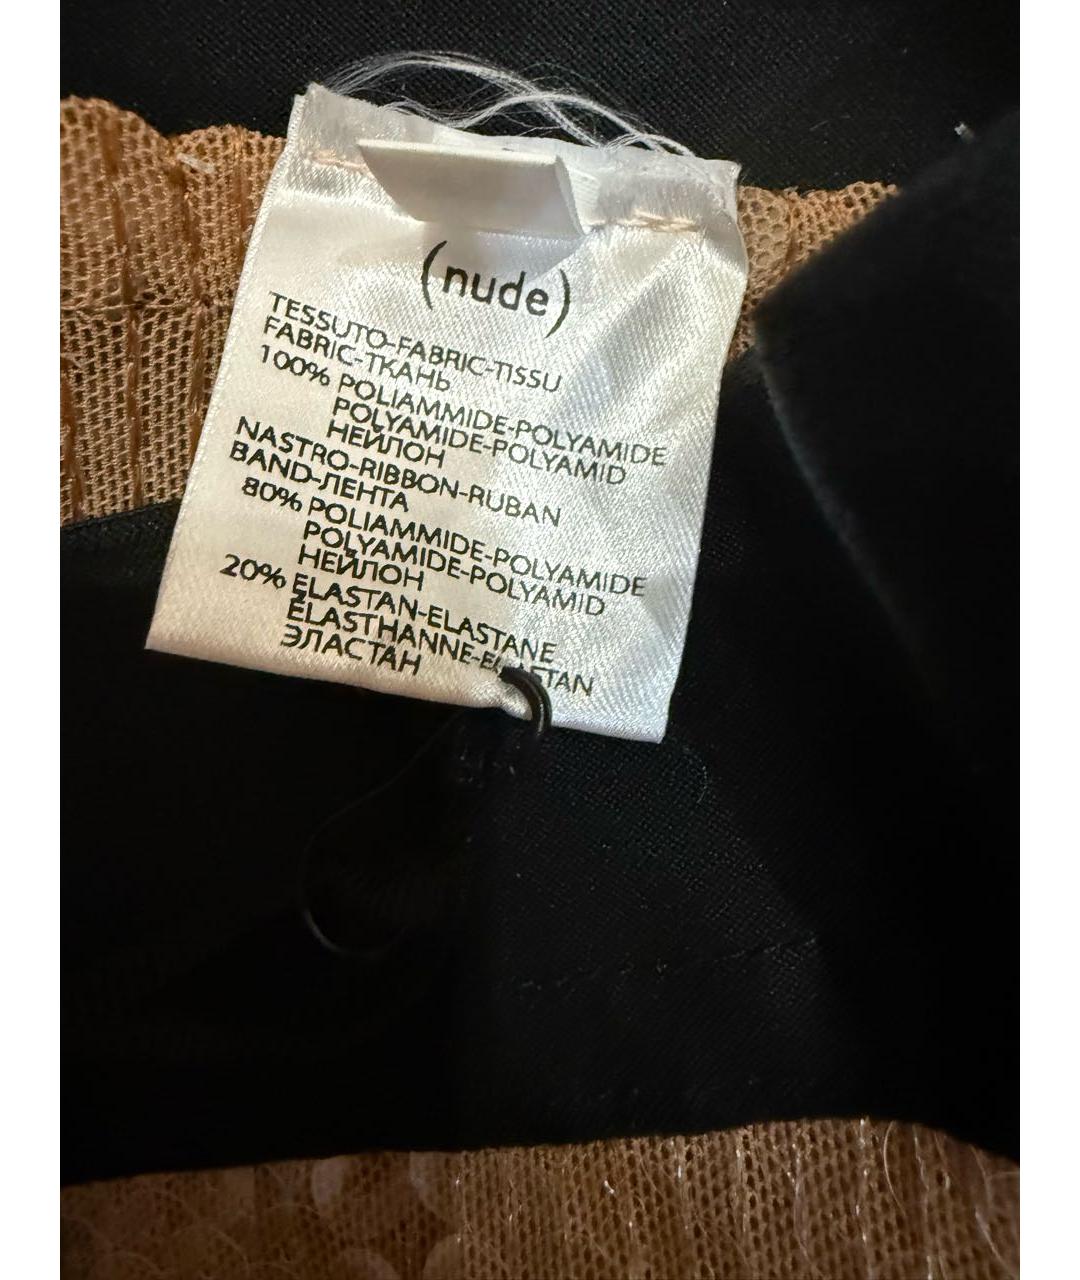 (nude)
TESSUTO-FABRIC-TISSU
FABRIC-ТКАНЬ
100% POLIAMMIDE-POLYAMIDE
POLYAMIDE-POLYAMID
НЕЙЛОН
NASTRO-RIBBON-RUBAN
BAND-ЛЕНТА
80% POLIAMMIDE-POLYAMIDE
POLYAMIDE-POLYAMID
НЕЙЛОН
20% ELASTAN-ELASTANE
ÉLASTHANNE-ELASTAN
ЭЛАСТАН